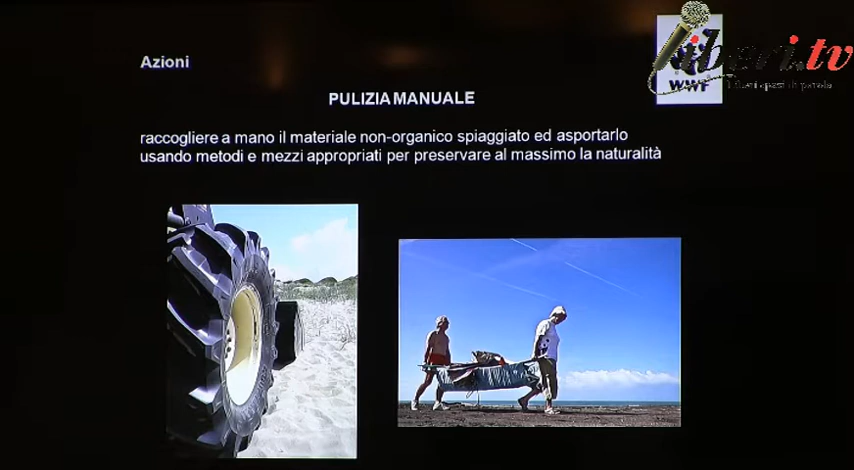 Azioni
liberi.tv
WWF
PULIZIA MANUALE
raccogliere a mano il materiale non-organico spiaggiato ed asportarlo
usando metodi e mezzi appropriati per preservare al massimo la naturalità